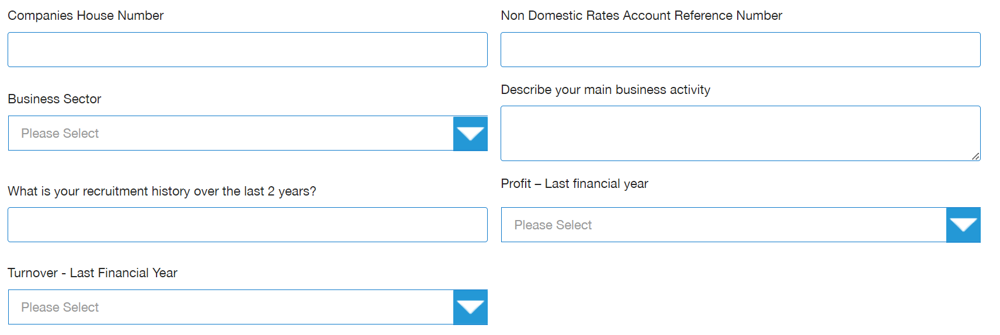 Companies House Number
Non Domestic Rates Account Reference Number
Business Sector
Please Select
Describe your main business activity
What is your recruitment history over the last 2 years?
Profit – Last financial year
Please Select
Turnover - Last Financial Year
Please Select